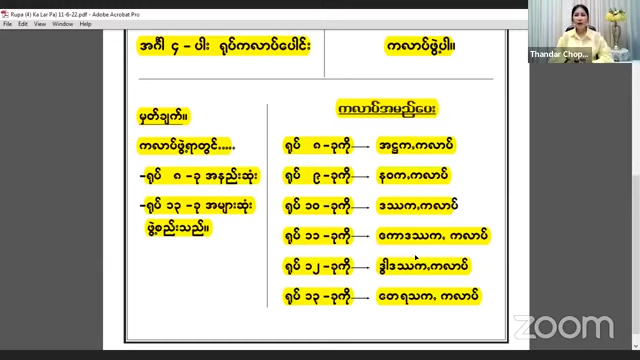 Rupa (4) Ka Lar Pa) 11-6-22.pdf - Adobe Acrobat Pro
File Edit View Window Help
Thandar Chop...
အင်္ဂါ ၄ – ပါး ရုပ်ကလာပ်ပေါင်း
ကလာပ်ဖွဲ့ပါ။
မှတ်ချက်။
ကလာပ်ဖွဲ့ရာတွင်.....
–ရုပ် ၈ –ခု အနည်းဆုံး
–ရုပ် ၁၃ –ခု အများဆုံး
ဖွဲ့စည်းသည်။
ကလာပ်အမည်ပေး
ရုပ် ၈ –ခုကို → အဋ္ဌက,ကလာပ်
ရုပ် ၉ –ခုကို → နဝက,ကလာပ်
ရုပ် ၁၀ –ခုကို → ဒဿက,ကလာပ်
ရုပ် ၁၁ –ခုကို → ကောဒဿက, ကလာပ်
ရုပ် ၁၂ –ခုကို → ဒွါဒဿက,ကလာပ်
ရုပ် ၁၃ –ခုကို → တေရသက, ကလာပ်
zoom